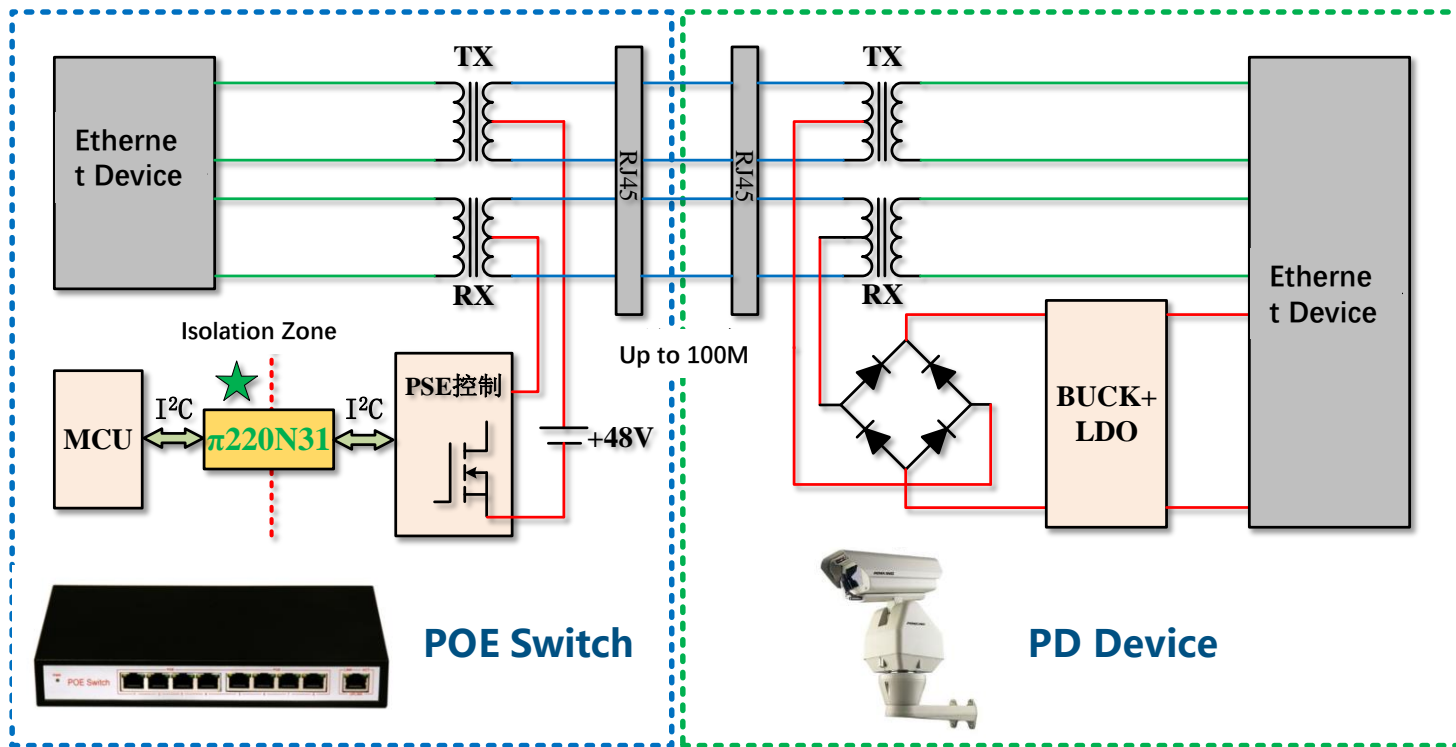 TX
TX
Etherne
t Device
RJ45
RJ45
Etherne
t Device
RX
RX
Isolation Zone
Up to 100M
MCU
I²C
π220N31
I²C
PSE控制
+48V
BUCK+
LDO
POE Switch
POE Switch
PD Device